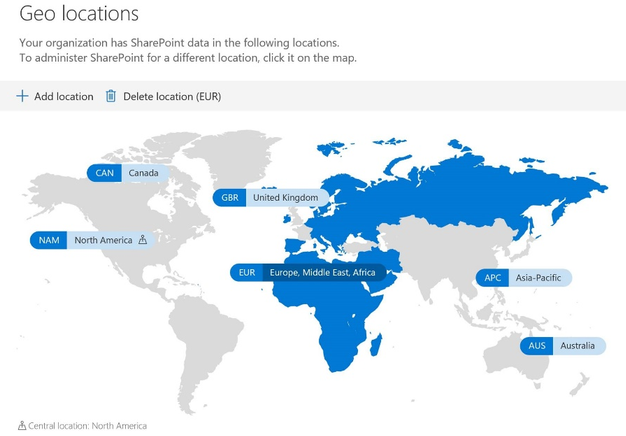 Geo locations
Your organization has SharePoint data in the following locations.
To administer SharePoint for a different location, click it on the map.
Add location Delete location (EUR)
CAN Canada
GBR United Kingdom
NAM North America
EUR Europe, Middle East, Africa
APC Asia-Pacific
AUS Australia
Central location: North America